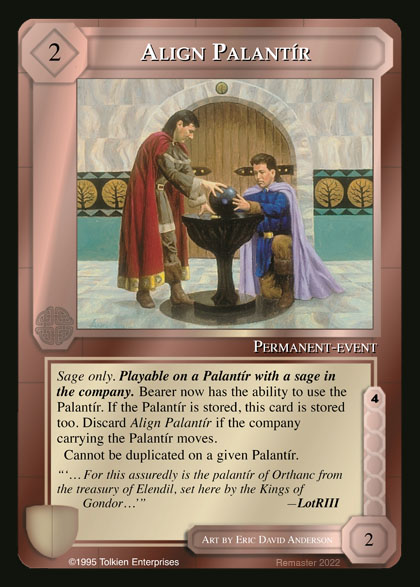 2
ALIGN PALANTÍR
PERMANENT-EVENT
Sage only. Playable on a Palantír with a sage in
the company. Bearer now has the ability to use the
Palantír. If the Palantír is stored, this card is stored
too. Discard Align Palantír if the company
carrying the Palantír moves.
Cannot be duplicated on a given Palantír.
“‘… For this assuredly is the palantír of Orthanc from
the treasury of Elendil, set here by the Kings of
Gondor…’” —LotRIII
4
ART BY ERIC DAVID ANDERSON
2
©1995 Tolkien Enterprises
Remaster 2022